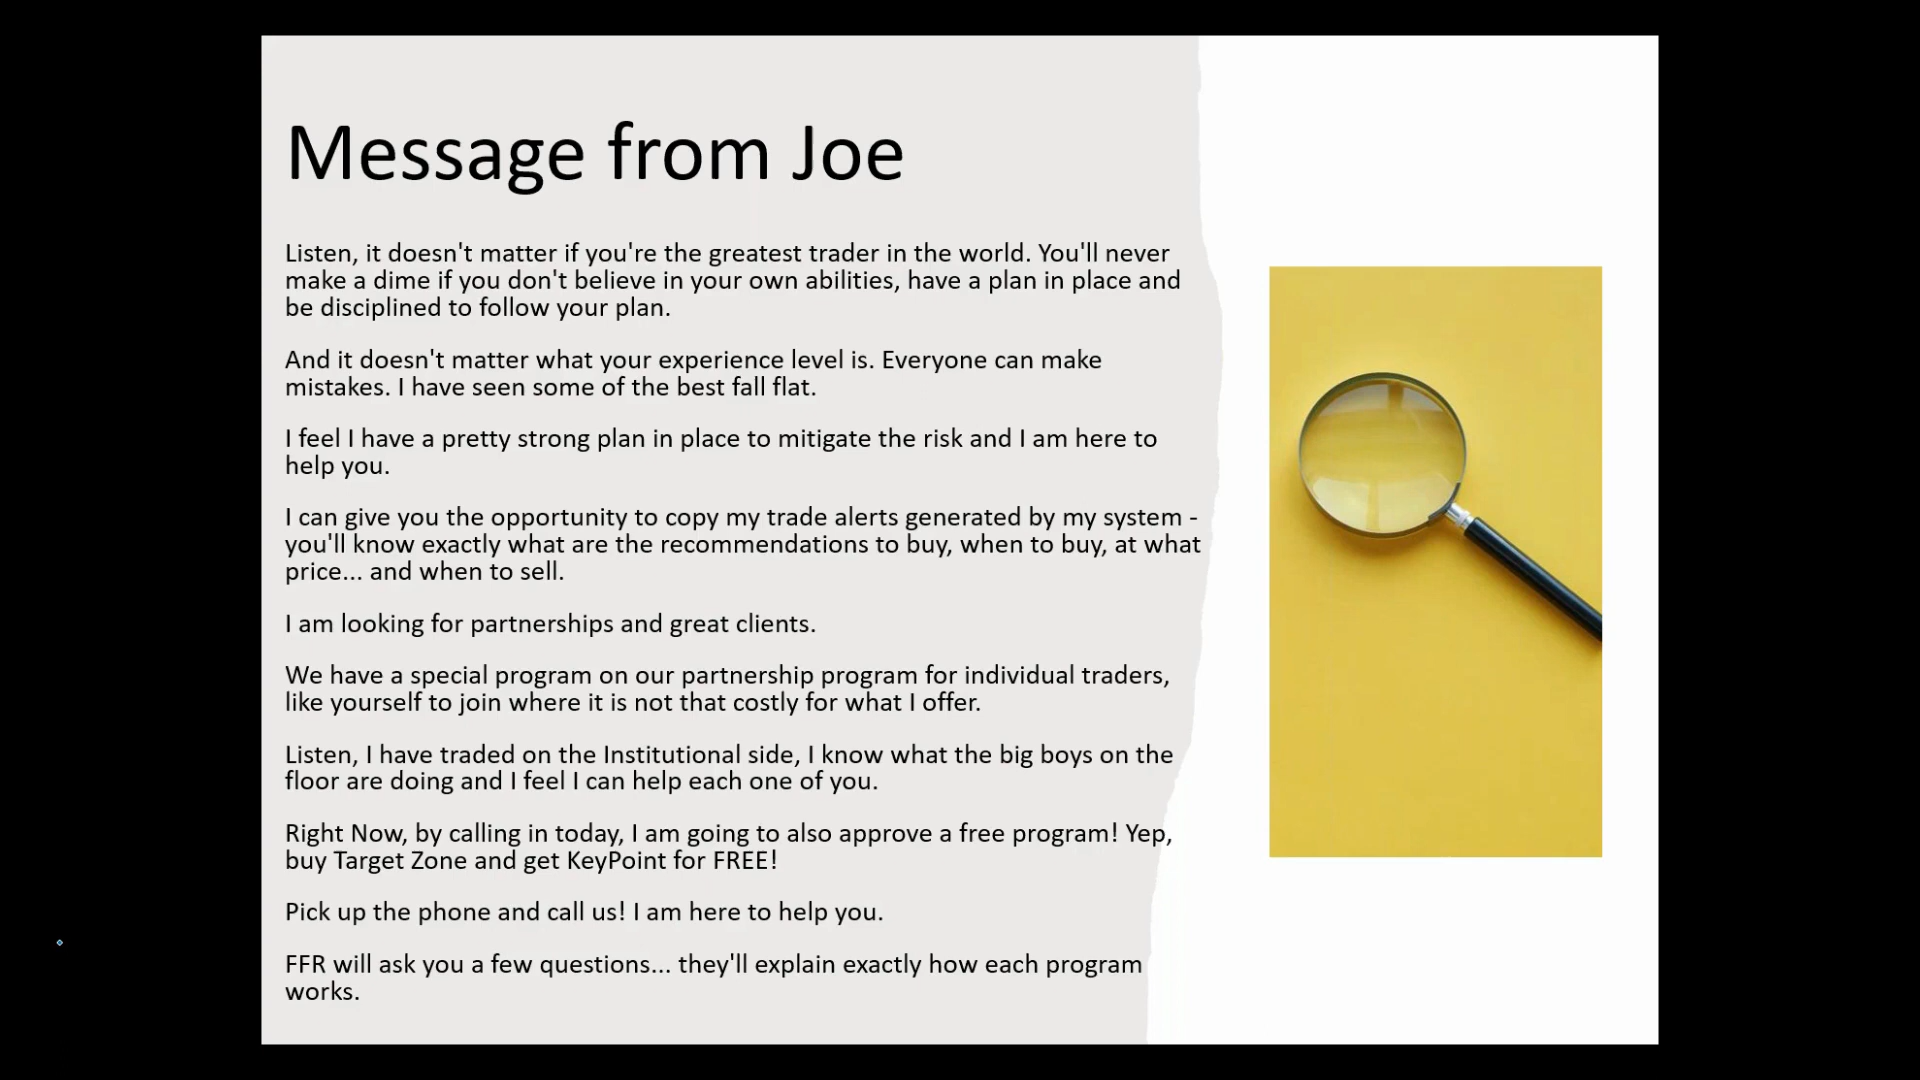 Message from Joe
Listen, it doesn't matter if you're the greatest trader in the world. You'll never
make a dime if you don't believe in your own abilities, have a plan in place and
be disciplined to follow your plan.
And it doesn't matter what your experience level is. Everyone can make
mistakes. I have seen some of the best fall flat.
I feel I have a pretty strong plan in place to mitigate the risk and I am here to
help you.
I can give you the opportunity to copy my trade alerts generated by my system -
you'll know exactly what are the recommendations to buy, when to buy, at what
price... and when to sell.
I am looking for partnerships and great clients.
We have a special program on our partnership program for individual traders,
like yourself to join where it is not that costly for what I offer.
Listen, I have traded on the Institutional side, I know what the big boys on the
floor are doing and I feel I can help each one of you.
Right Now, by calling in today, I am going to also approve a free program! Yep,
buy Target Zone and get KeyPoint for FREE!
Pick up the phone and call us! I am here to help you.
FFR will ask you a few questions... they'll explain exactly how each program
works.